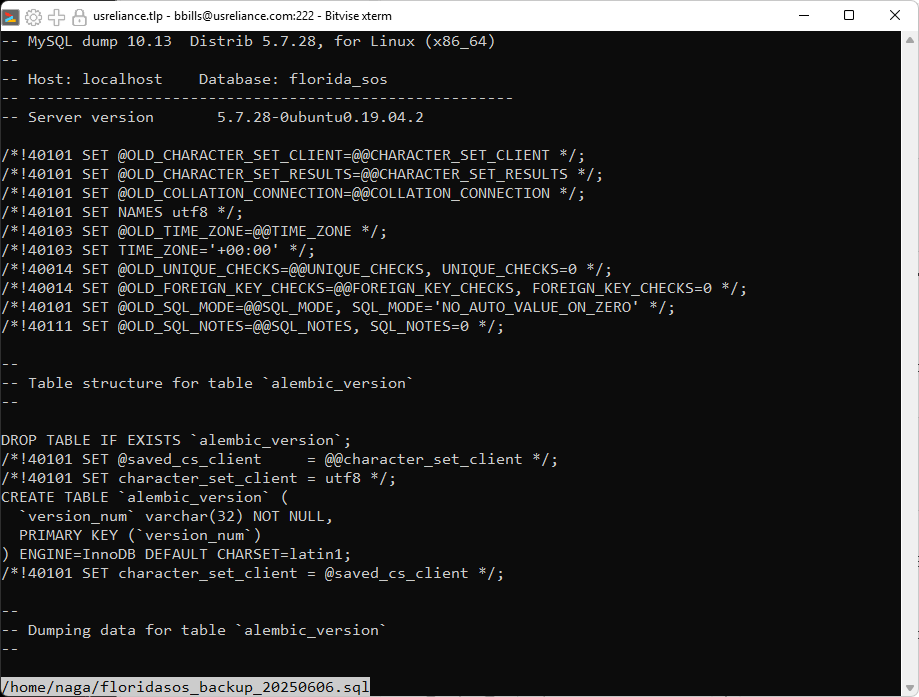 usreliance.tlp - bbills@usreliance.com:222 - Bitvise xterm
-- MySQL dump 10.13  Distrib 5.7.28, for Linux (x86_64)
--
-- Host: localhost    Database: florida_sos
-- ------------------------------------------------------
-- Server version       5.7.28-0ubuntu0.19.04.2

/*!40101 SET @OLD_CHARACTER_SET_CLIENT=@@CHARACTER_SET_CLIENT */;
/*!40101 SET @OLD_CHARACTER_SET_RESULTS=@@CHARACTER_SET_RESULTS */;
/*!40101 SET @OLD_COLLATION_CONNECTION=@@COLLATION_CONNECTION */;
/*!40101 SET NAMES utf8 */;
/*!40103 SET @OLD_TIME_ZONE=@@TIME_ZONE */;
/*!40103 SET TIME_ZONE='+00:00' */;
/*!40014 SET @OLD_UNIQUE_CHECKS=@@UNIQUE_CHECKS, UNIQUE_CHECKS=0 */;
/*!40014 SET @OLD_FOREIGN_KEY_CHECKS=@@FOREIGN_KEY_CHECKS, FOREIGN_KEY_CHECKS=0 */;
/*!40101 SET @OLD_SQL_MODE=@@SQL_MODE, SQL_MODE='NO_AUTO_VALUE_ON_ZERO' */;
/*!40111 SET @OLD_SQL_NOTES=@@SQL_NOTES, SQL_NOTES=0 */;

--
-- Table structure for table `alembic_version`
--

DROP TABLE IF EXISTS `alembic_version`;
/*!40101 SET @saved_cs_client     = @@character_set_client */;
/*!40101 SET character_set_client = utf8 */;
CREATE TABLE `alembic_version` (
  `version_num` varchar(32) NOT NULL,
  PRIMARY KEY (`version_num`)
) ENGINE=InnoDB DEFAULT CHARSET=latin1;
/*!40101 SET character_set_client = @saved_cs_client */;

--
-- Dumping data for table `alembic_version`
--

/home/naga/floridasos_backup_20250606.sql